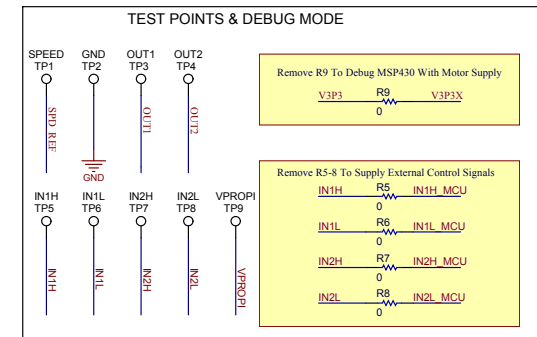 TEST POINTS & DEBUG MODE
SPEED GND OUT1 OUT2
TP1 TP2 TP3 TP4
SPD_REF
GND
OUT1
OUT2
IN1H IN1L IN2H IN2L VPROPI
TP5 TP6 TP7 TP8 TP9
IN1H
IN1L
IN2H
IN2L
VPROPI
Remove R9 To Debug MSP430 With Motor Supply
V3P3 R9 V3P3X
0
Remove R5-8 To Supply External Control Signals
IN1H R5 IN1H_MCU
0
IN1L R6 IN1L_MCU
0
IN2H R7 IN2H_MCU
0
IN2L R8 IN2L_MCU
0